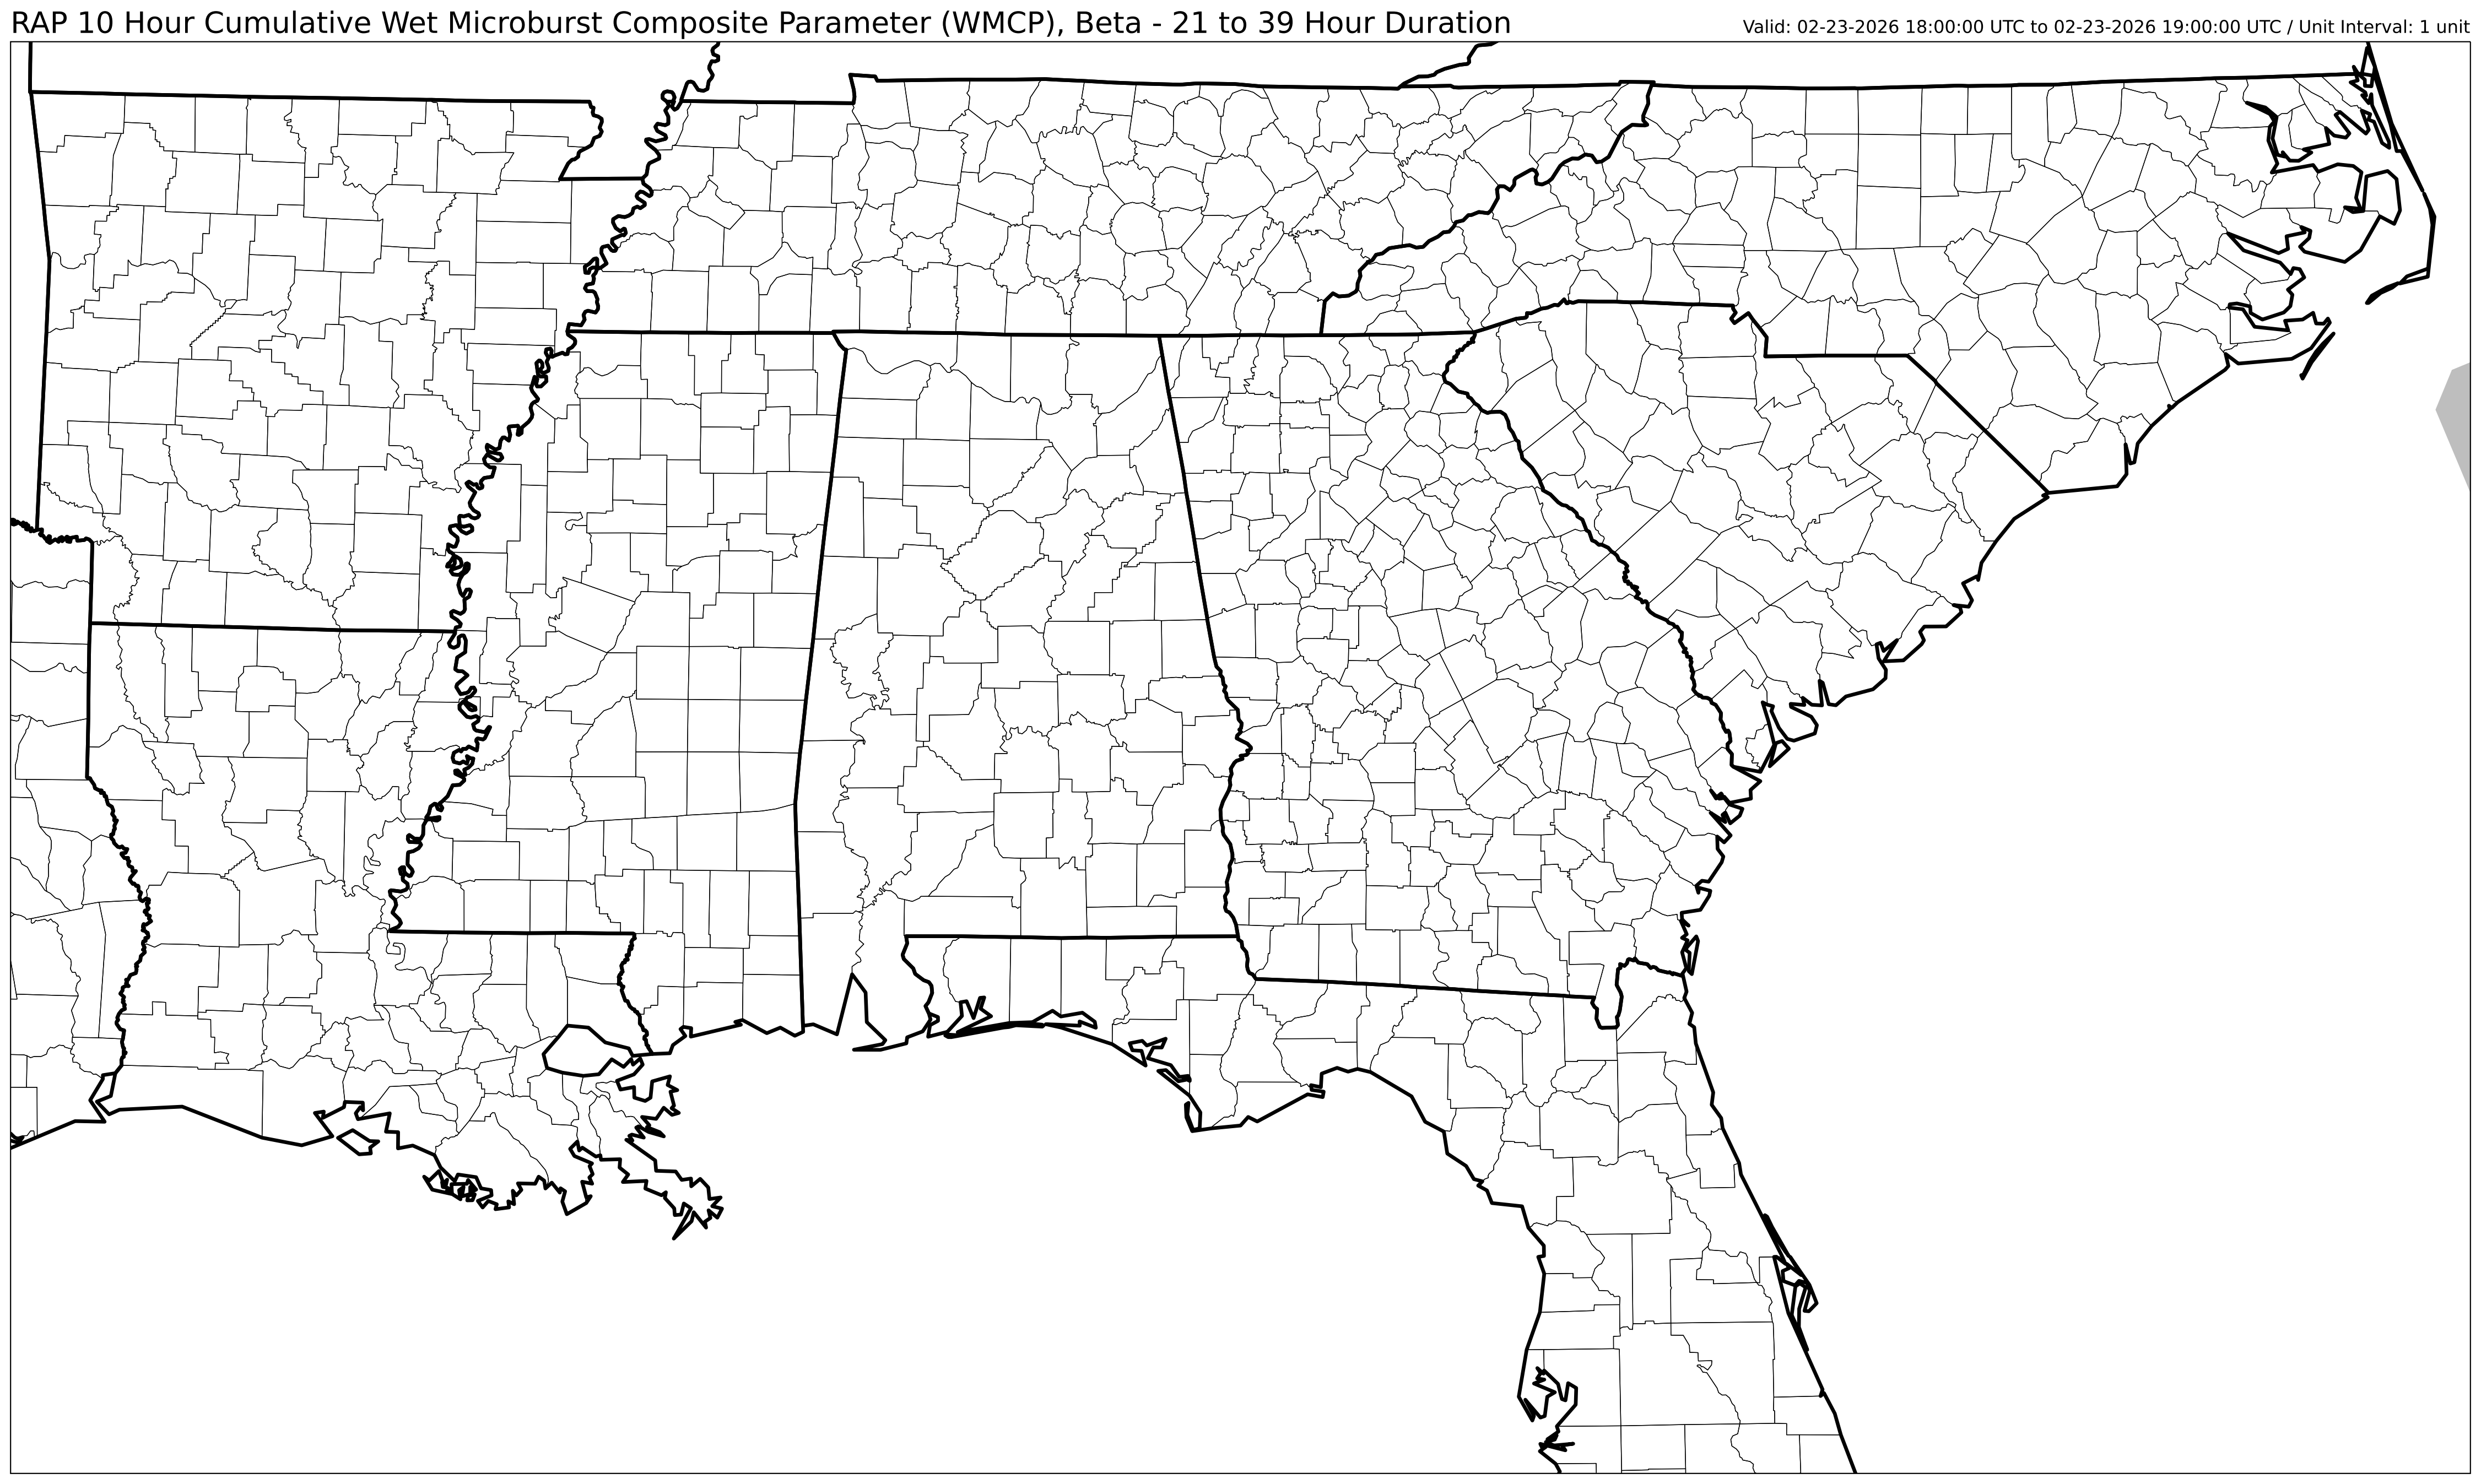 RAP 10 Hour Cumulative Wet Microburst Composite Parameter (WMCP), Beta - 21 to 39 Hour Duration
Valid: 02-23-2026 18:00:00 UTC to 02-23-2026 19:00:00 UTC / Unit Interval: 1 unit